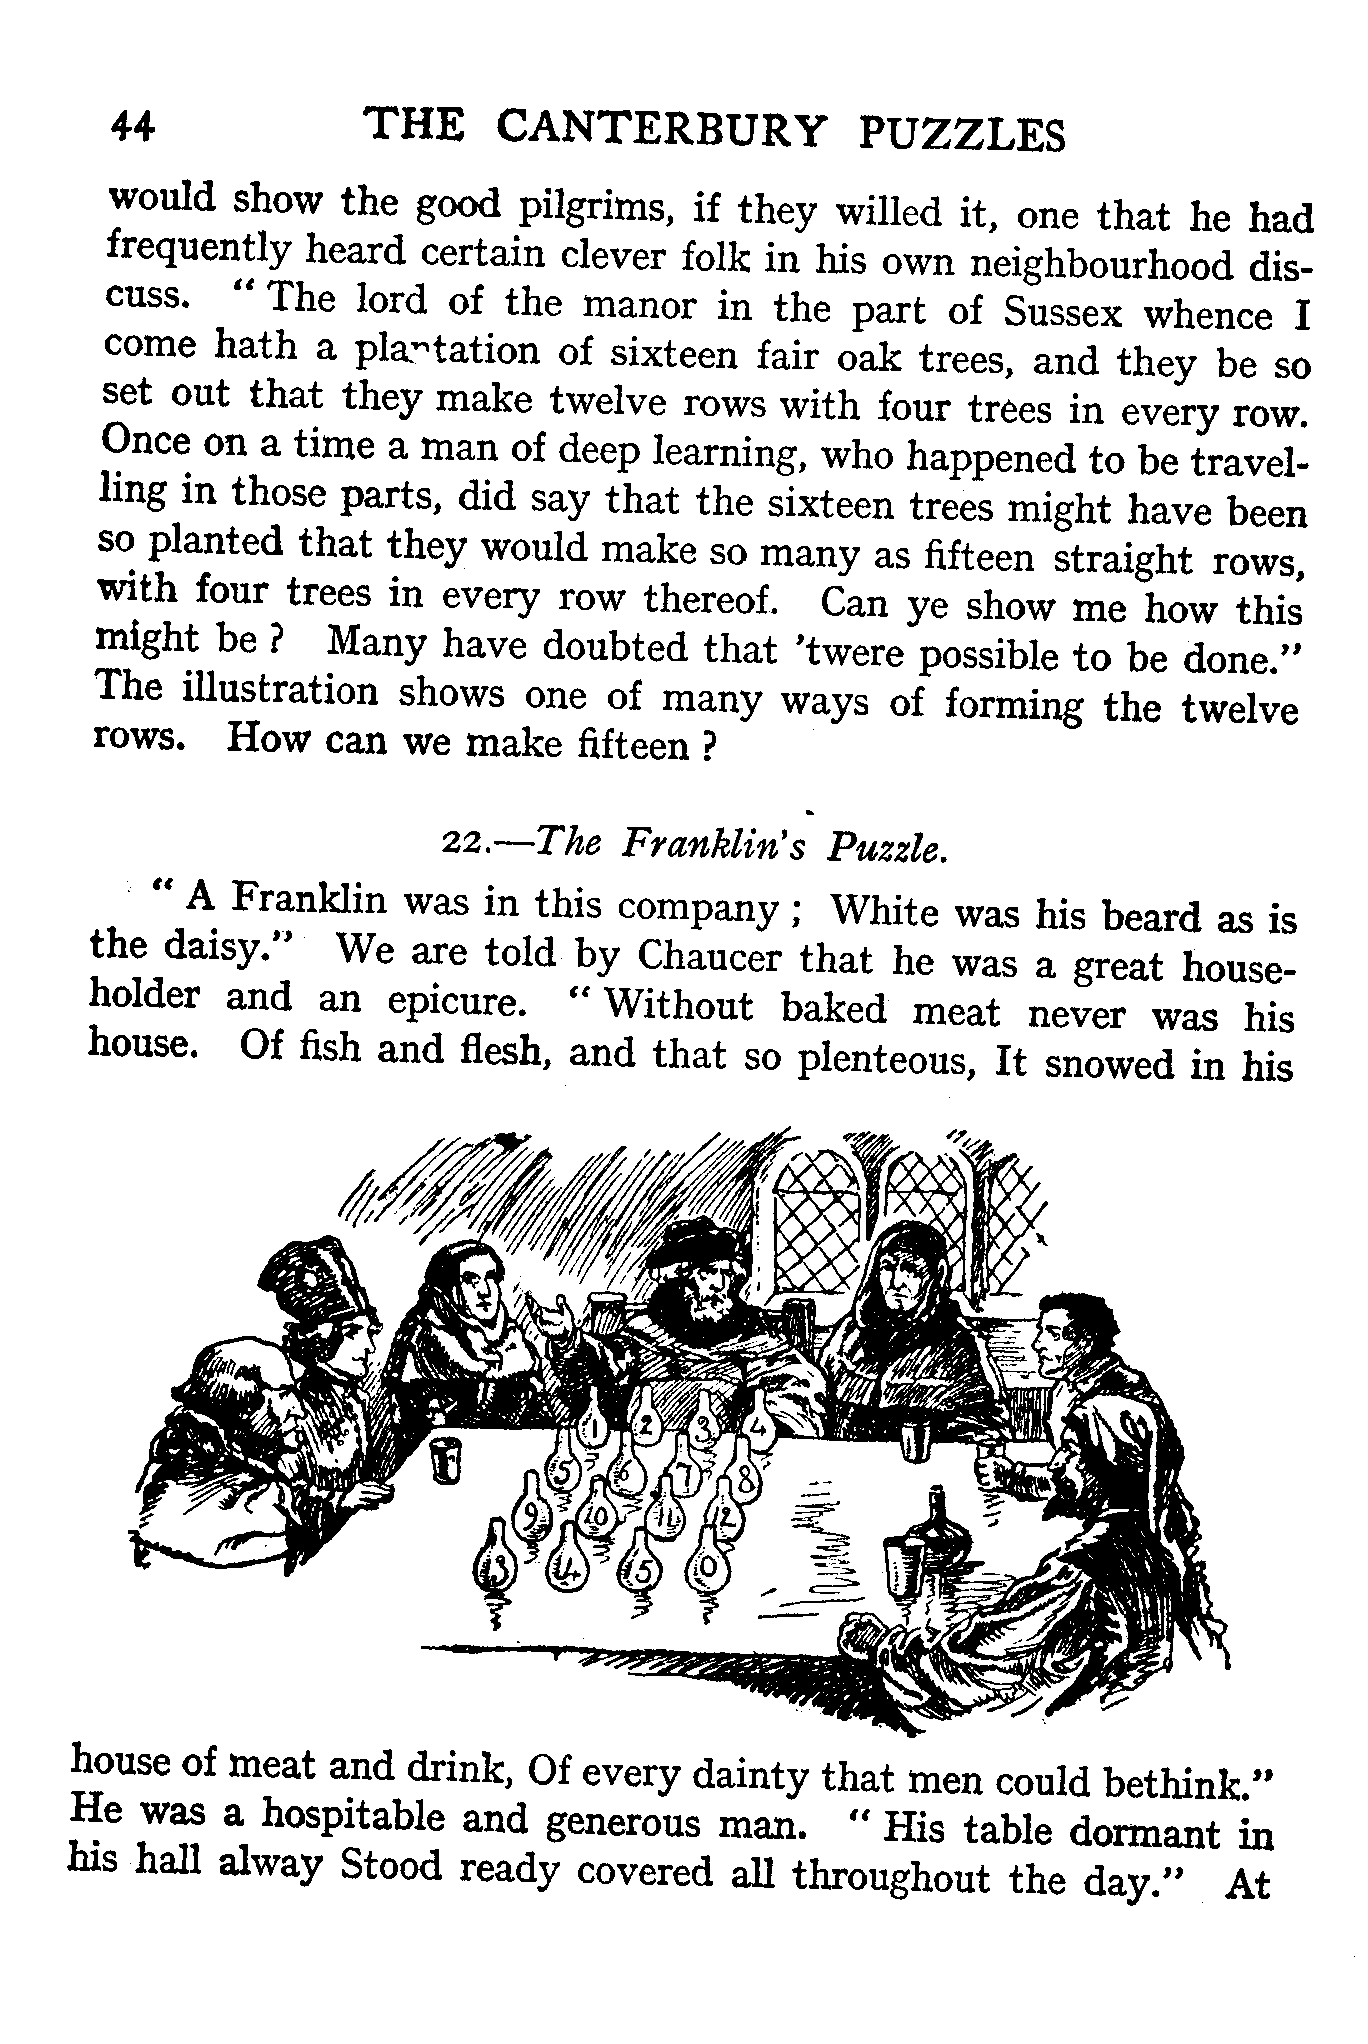 44 THE CANTERBURY PUZZLES
would show the good pilgrims, if they willed it, one that he had
frequently heard certain clever folk in his own neighbourhood dis-
cuss. “ The lord of the manor in the part of Sussex whence I
come hath a plantation of sixteen fair oak trees, and they be so
set out that they make twelve rows with four trees in every row.
Once on a time a man of deep learning, who happened to be travel-
ling in those parts, did say that the sixteen trees might have been
so planted that they would make so many as fifteen straight rows,
with four trees in every row thereof. Can ye show me how this
might be ? Many have doubted that ’twere possible to be done.”
The illustration shows one of many ways of forming the twelve
rows. How can we make fifteen ?
22.—The Franklin's Puzzle.
“ A Franklin was in this company ; White was his beard as is
the daisy.” We are told by Chaucer that he was a great house-
holder and an epicure. “ Without baked meat never was his
house. Of fish and flesh, and that so plenteous, It snowed in his
1 2 3 4
5 6 7 8
9 10 11 12
13 14 15 0
house of meat and drink, Of every dainty that men could bethink.”
He was a hospitable and generous man. “ His table dormant in
his hall alway Stood ready covered all throughout the day.” At